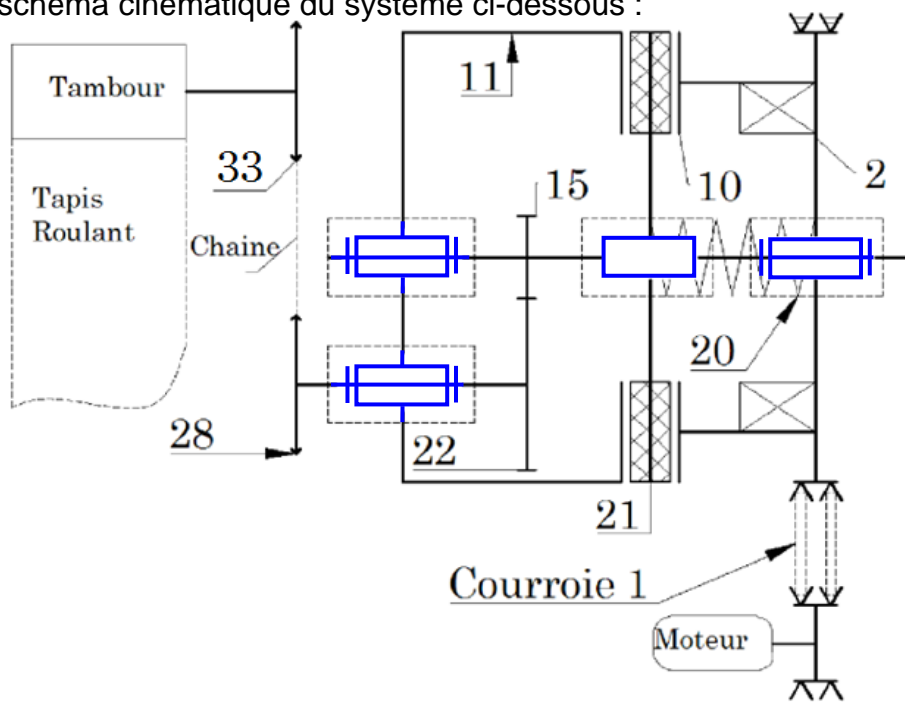 schéma cinématique du système ci-dessous :
Tambour
11
33
15
10
2
Tapis
Roulant
Chaine
20
28
22
21
Courroie 1
Moteur